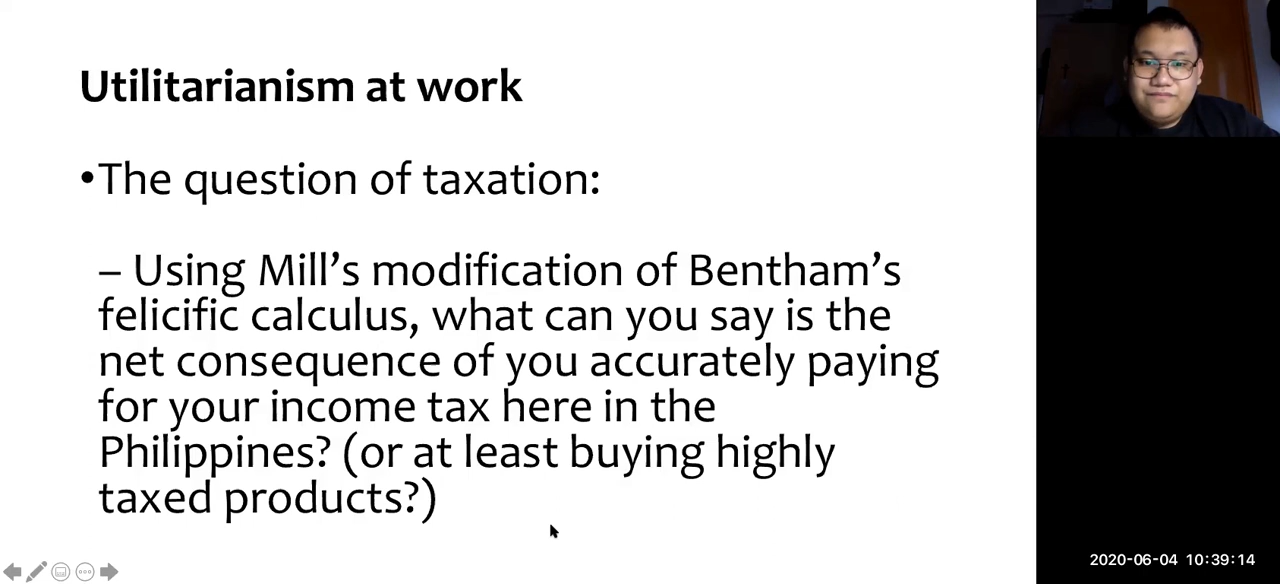 Utilitarianism at work
•The question of taxation:
– Using Mill’s modification of Bentham’s
felicific calculus, what can you say is the
net consequence of you accurately paying
for your income tax here in the
Philippines? (or at least buying highly
taxed products?)
2020-06-04 10:39:14